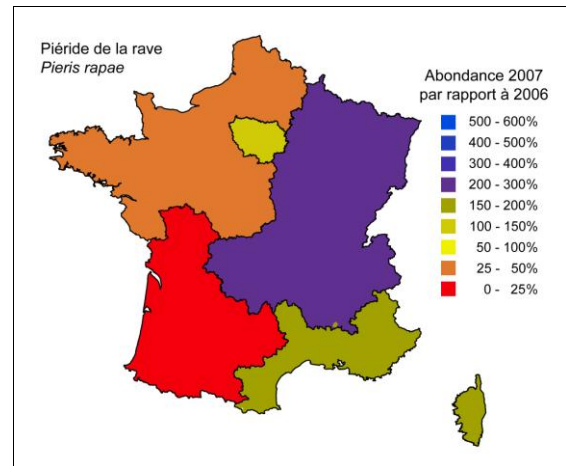 Piéride de la rave
Pieris rapae
Abondance 2007
par rapport à 2006
500 - 600%
400 - 500%
300 - 400%
200 - 300%
150 - 200%
100 - 150%
50 - 100%
25 - 50%
0 - 25%